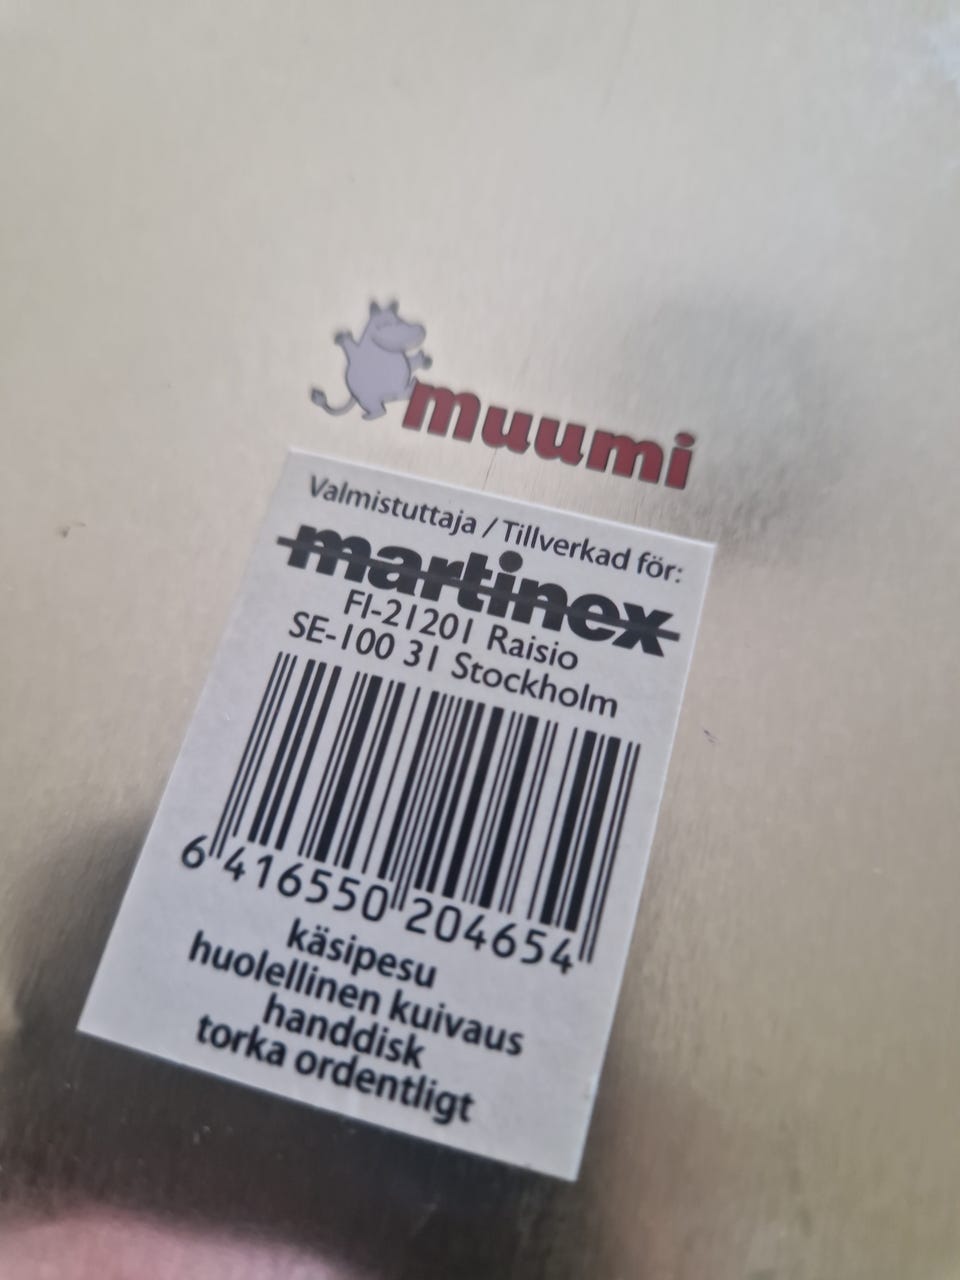 muumi
Valmistuttaja / Tillverkad för:
martinex
FI-21201 Raisio
SE-100 31 Stockholm
6 416550 204654
käsipesu
huolellinen kuivaus
handdisk
torka ordentligt